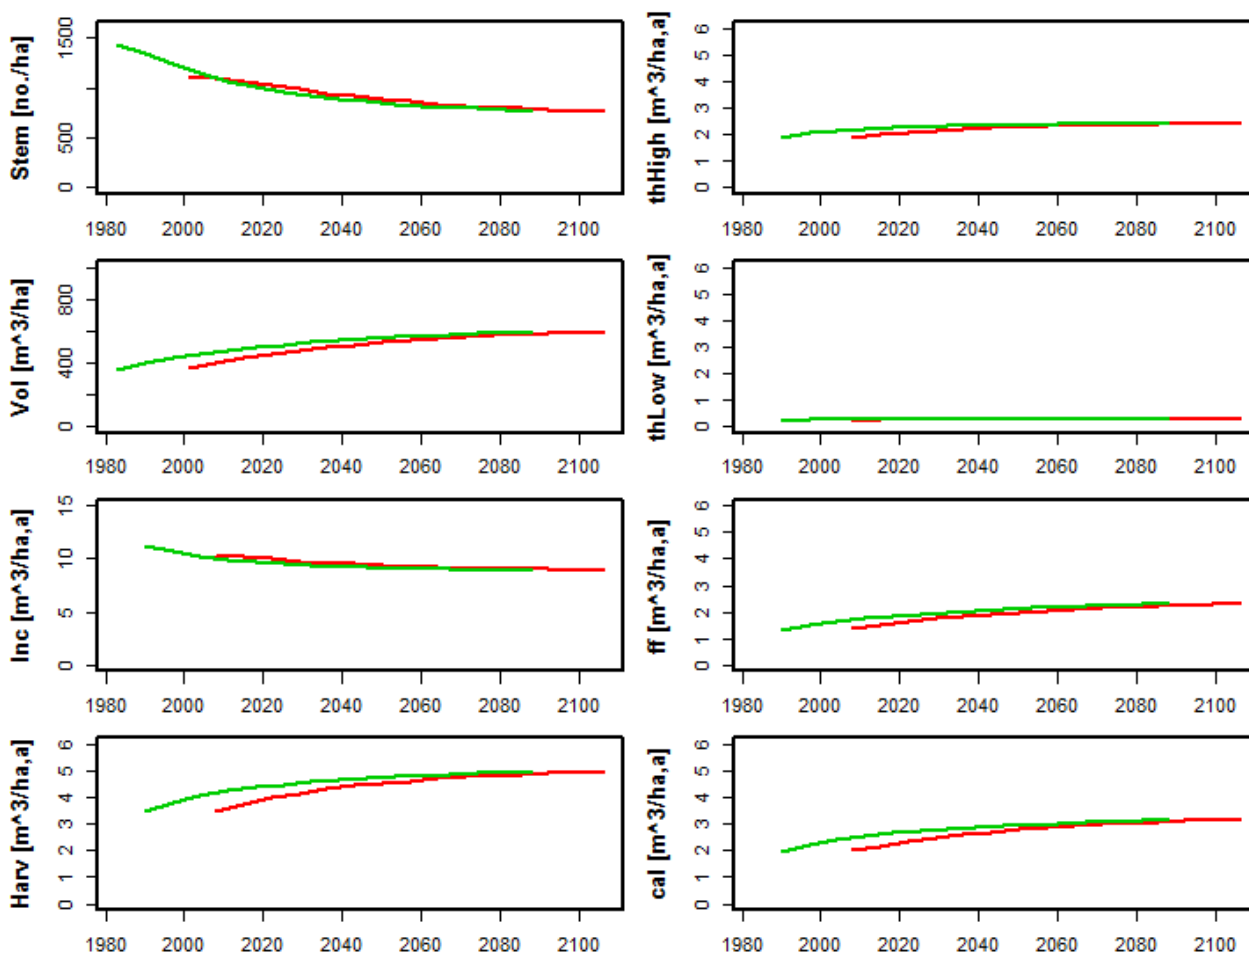 Stem [no./ha]
0 500 1500
1980 2000 2020 2040 2060 2080 2100
thHigh [m^3/ha,a]
0 1 2 3 4 5 6
1980 2000 2020 2040 2060 2080 2100
Vol [m^3/ha]
0 400 800
1980 2000 2020 2040 2060 2080 2100
thLow [m^3/ha,a]
0 1 2 3 4 5 6
1980 2000 2020 2040 2060 2080 2100
Inc [m^3/ha,a]
0 5 10 15
1980 2000 2020 2040 2060 2080 2100
ff [m^3/ha,a]
0 1 2 3 4 5 6
1980 2000 2020 2040 2060 2080 2100
Harv [m^3/ha,a]
0 1 2 3 4 5 6
1980 2000 2020 2040 2060 2080 2100
cal [m^3/ha,a]
0 1 2 3 4 5 6
1980 2000 2020 2040 2060 2080 2100